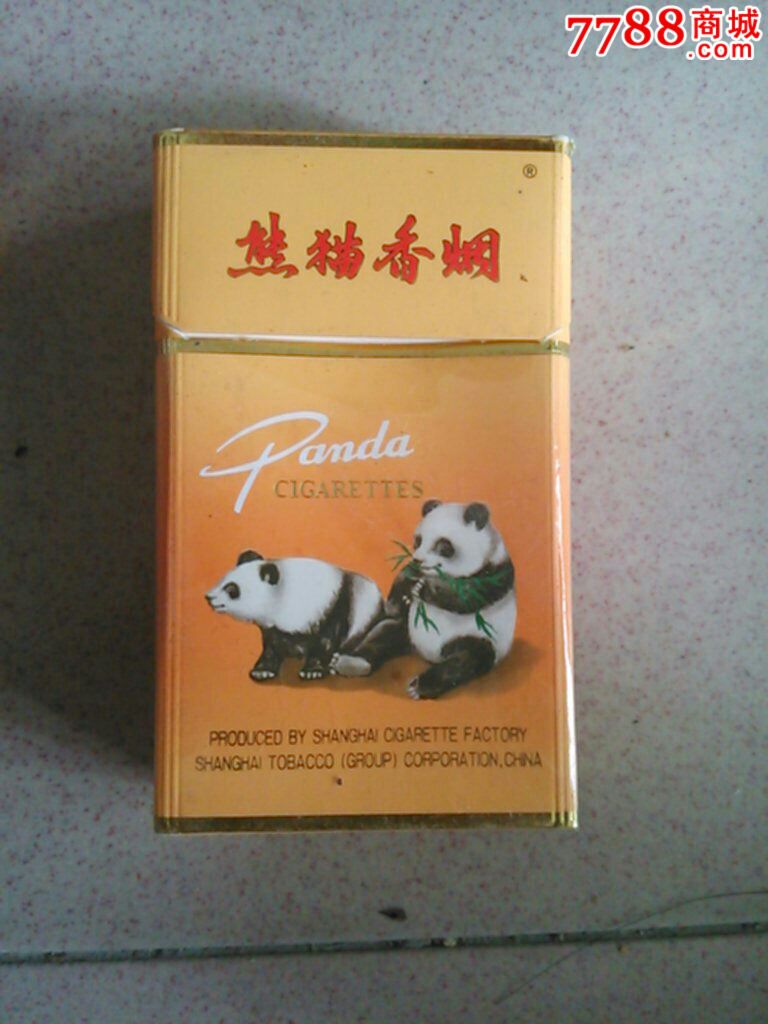 7788商城
.com
®
熊猫香烟
Panda
CIGARETTES
PRODUCED BY SHANGHAI CIGARETTE FACTORY
SHANGHAI TOBACCO (GROUP) CORPORATION,CHINA